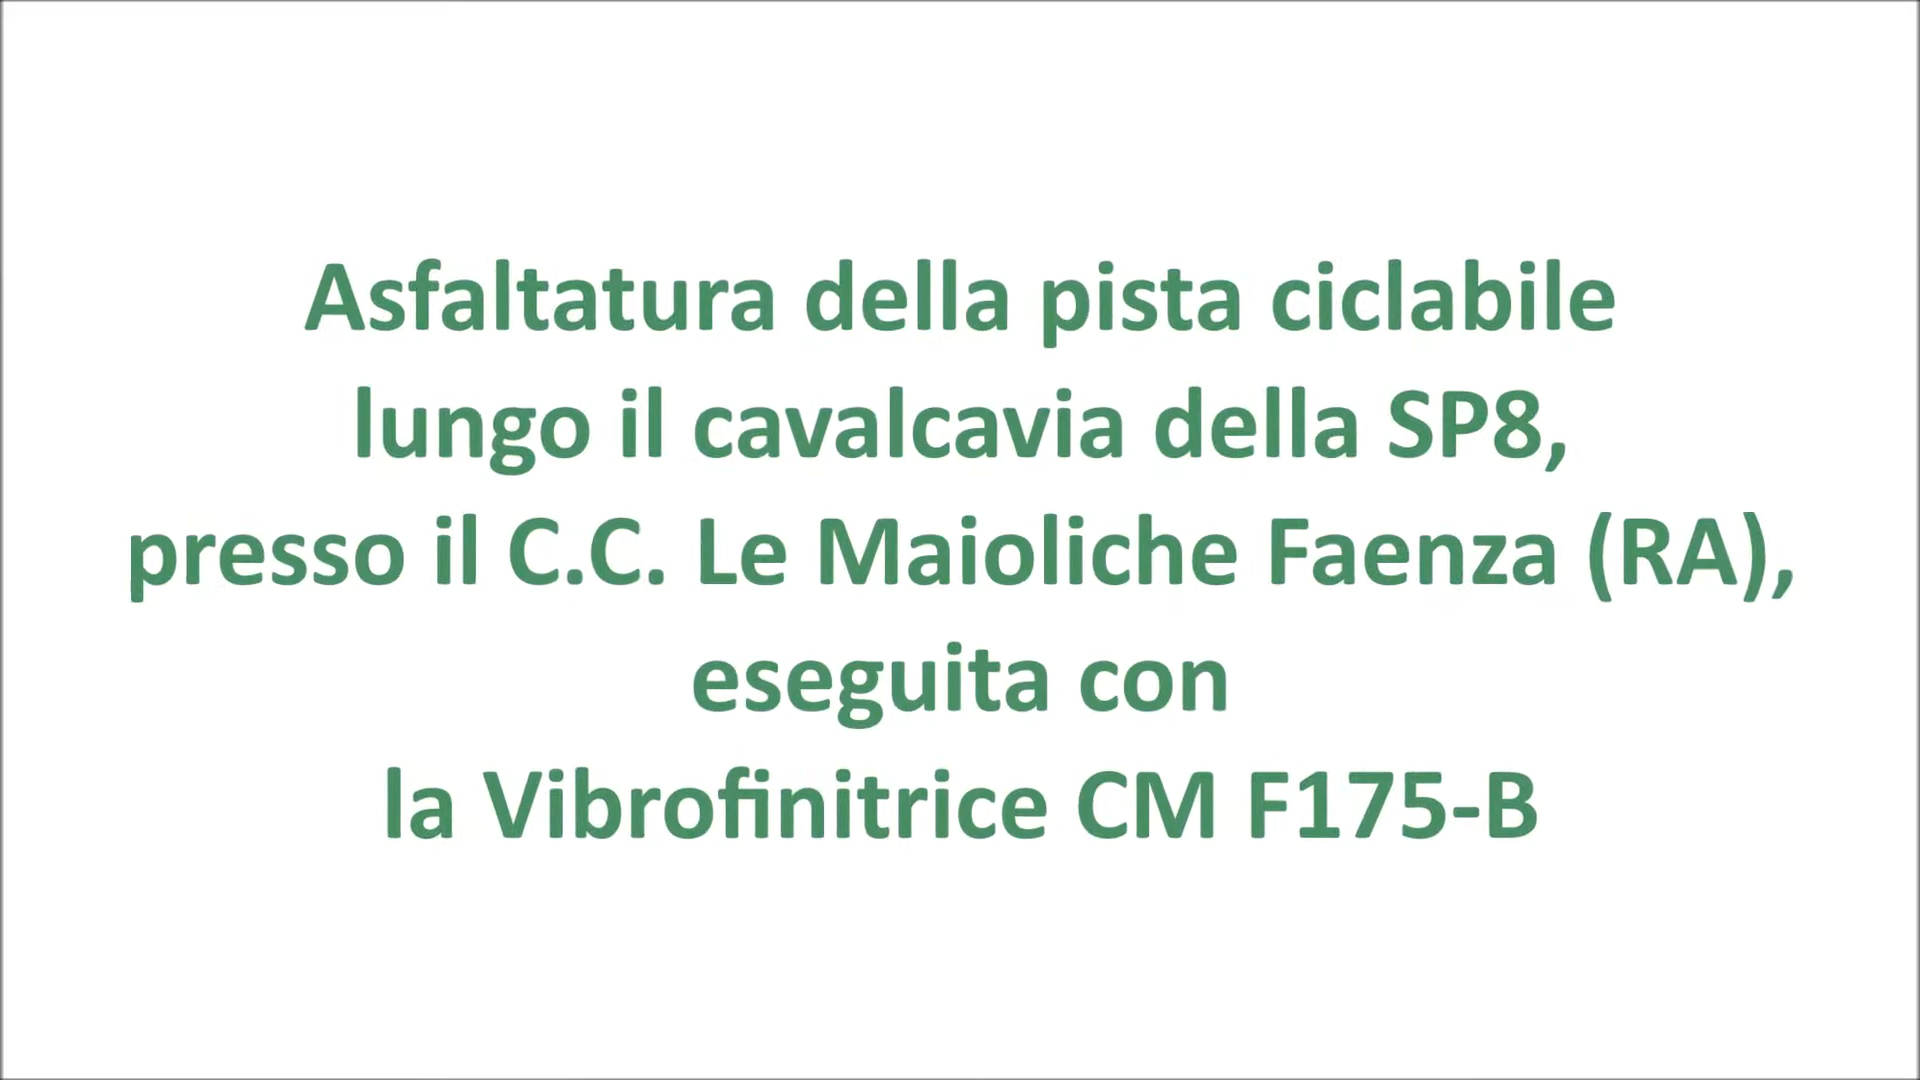 Asfaltatura della pista ciclabile
lungo il cavalcavia della SP8,
presso il C.C. Le Maioliche Faenza (RA),
eseguita con
la Vibrofinitrice CM F175-B